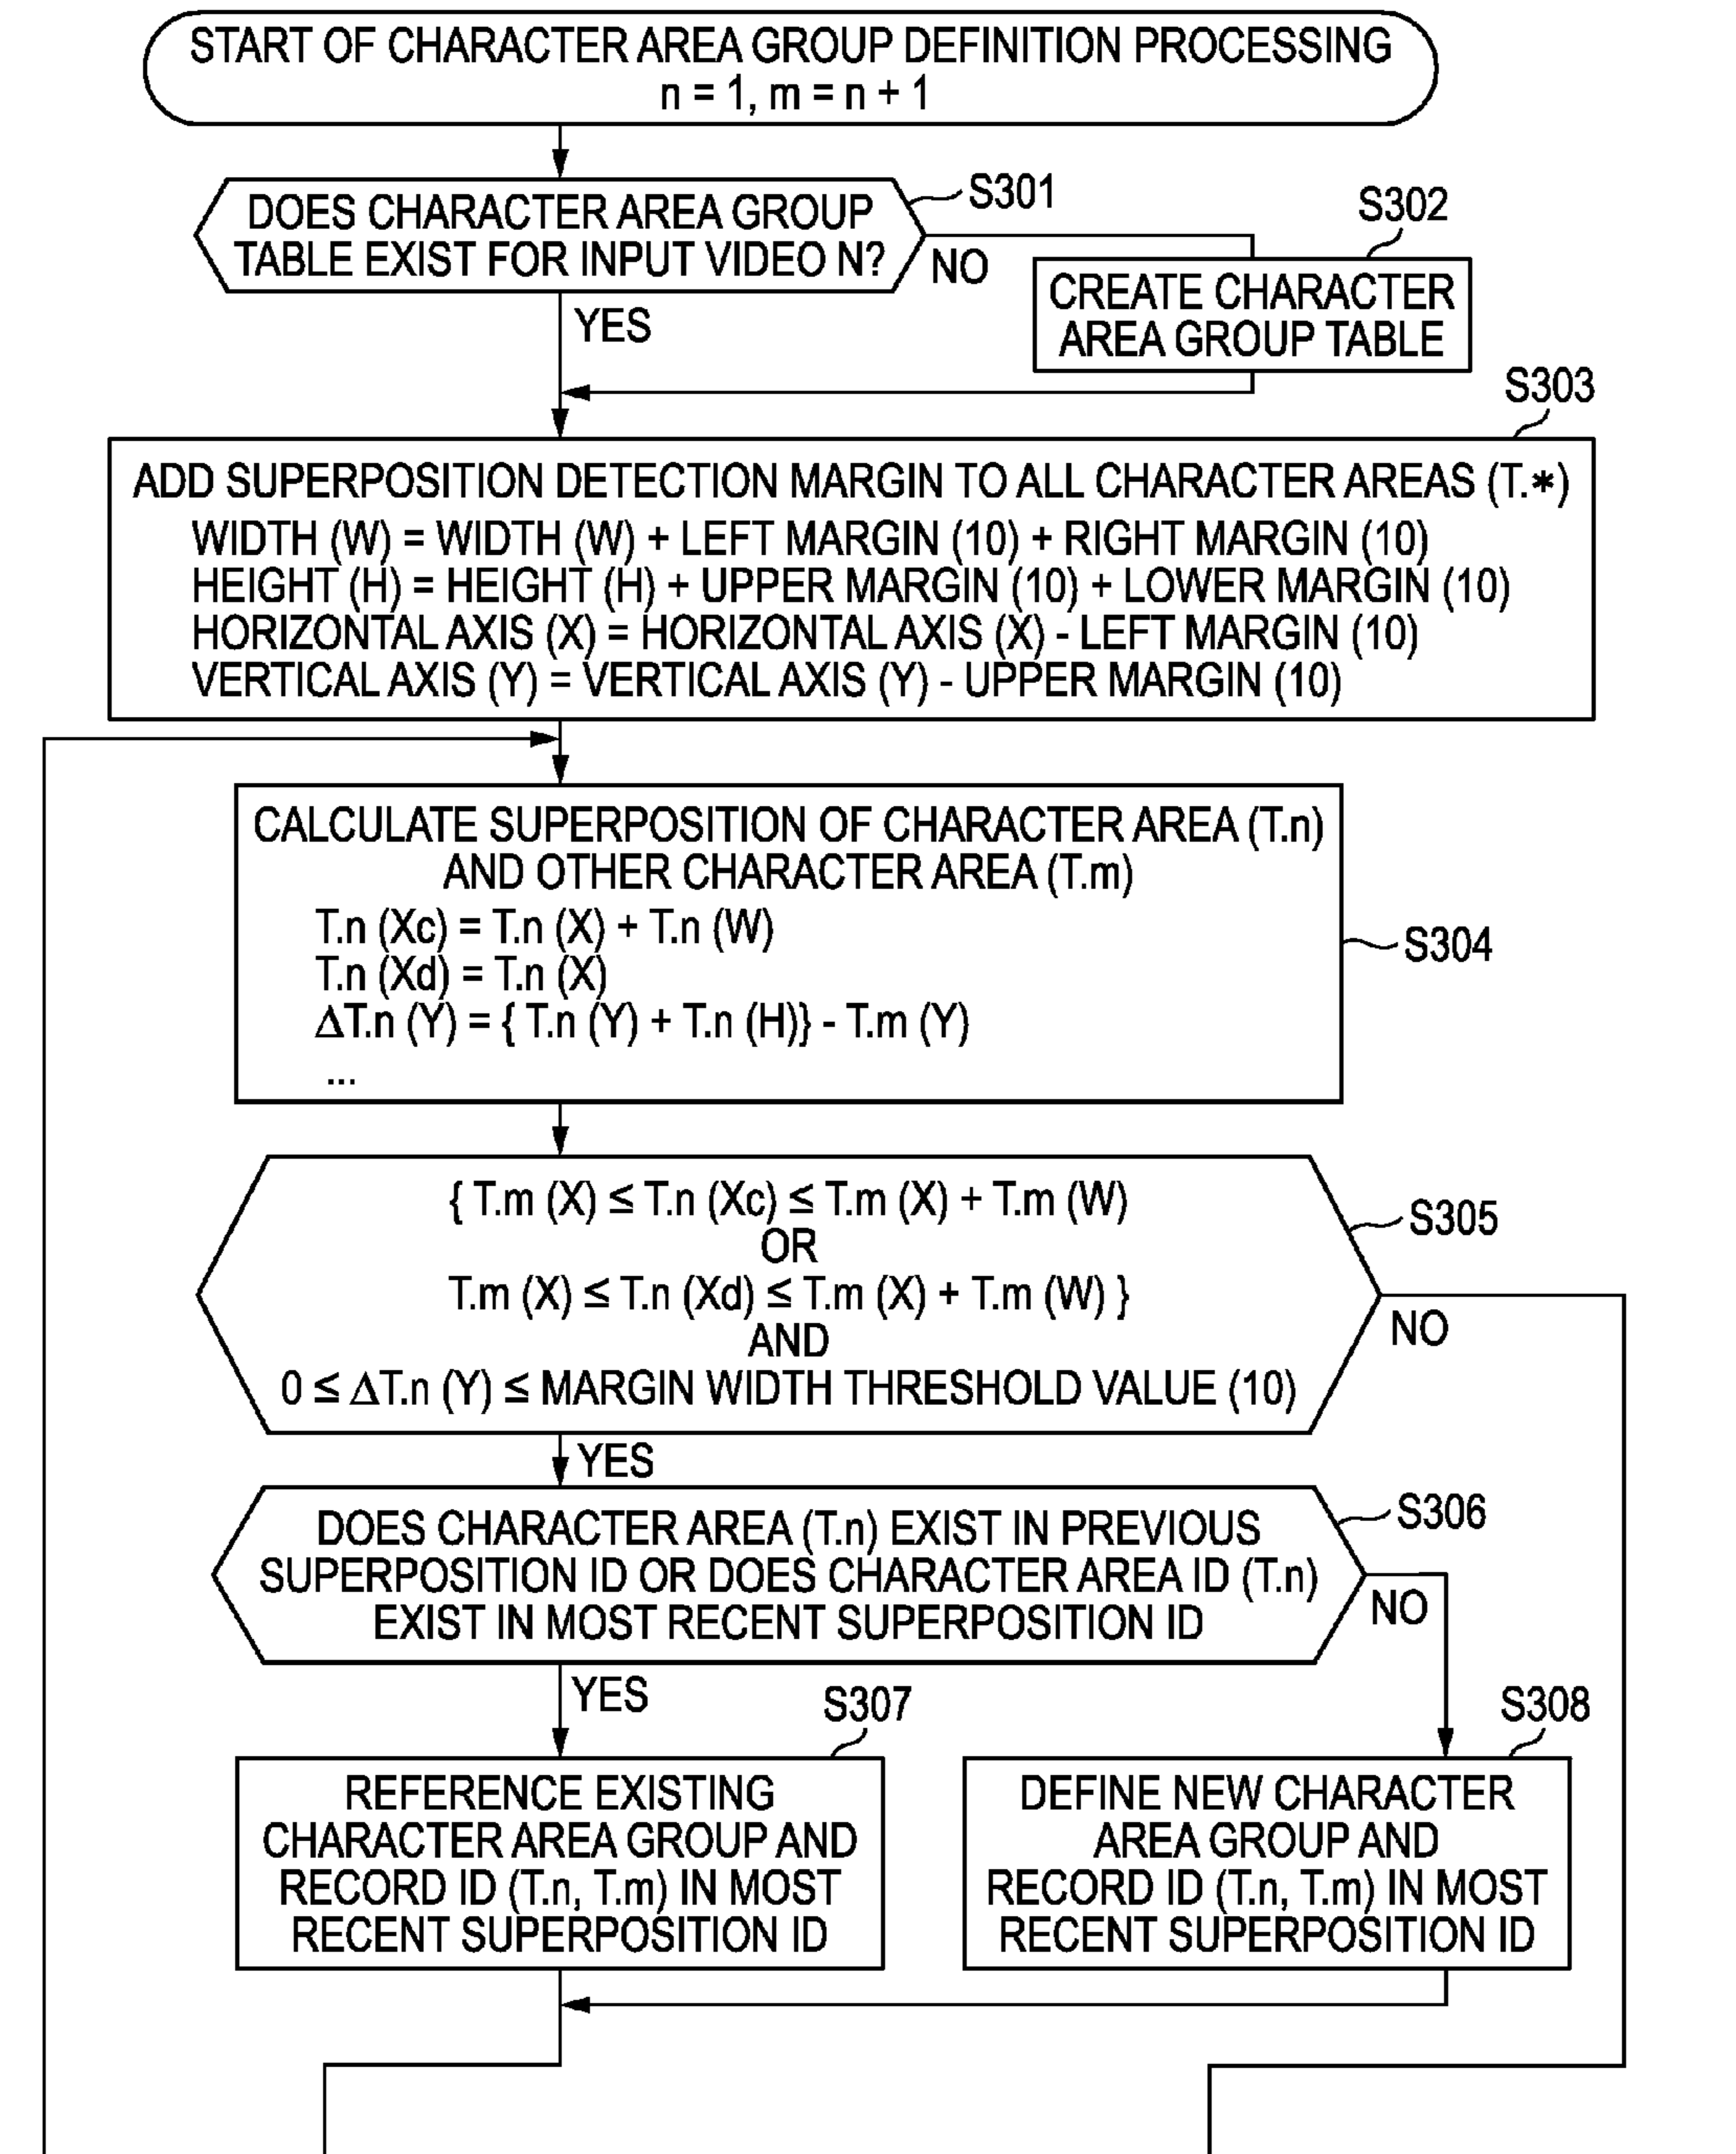 START OF CHARACTER AREA GROUP DEFINITION PROCESSING
n = 1, m = n + 1
S301
DOES CHARACTER AREA GROUP
TABLE EXIST FOR INPUT VIDEO N?
NO
YES
S302
CREATE CHARACTER
AREA GROUP TABLE
S303
ADD SUPERPOSITION DETECTION MARGIN TO ALL CHARACTER AREAS (T.*)
WIDTH (W) = WIDTH (W) + LEFT MARGIN (10) + RIGHT MARGIN (10)
HEIGHT (H) = HEIGHT (H) + UPPER MARGIN (10) + LOWER MARGIN (10)
HORIZONTAL AXIS (X) = HORIZONTAL AXIS (X) - LEFT MARGIN (10)
VERTICAL AXIS (Y) = VERTICAL AXIS (Y) - UPPER MARGIN (10)
CALCULATE SUPERPOSITION OF CHARACTER AREA (T.n)
AND OTHER CHARACTER AREA (T.m)
T.n (Xc) = T.n (X) + T.n (W)
T.n (Xd) = T.n (X)
ΔT.n (Y) = { T.n (Y) + T.n (H)} - T.m (Y)
...
S304
{ T.m (X) ≤ T.n (Xc) ≤ T.m (X) + T.m (W)
OR
T.m (X) ≤ T.n (Xd) ≤ T.m (X) + T.m (W) }
AND
0 ≤ ΔT.n (Y) ≤ MARGIN WIDTH THRESHOLD VALUE (10)
S305
NO
YES
DOES CHARACTER AREA (T.n) EXIST IN PREVIOUS
SUPERPOSITION ID OR DOES CHARACTER AREA ID (T.n)
EXIST IN MOST RECENT SUPERPOSITION ID
S306
NO
YES
S307
REFERENCE EXISTING
CHARACTER AREA GROUP AND
RECORD ID (T.n, T.m) IN MOST
RECENT SUPERPOSITION ID
S308
DEFINE NEW CHARACTER
AREA GROUP AND
RECORD ID (T.n, T.m) IN MOST
RECENT SUPERPOSITION ID